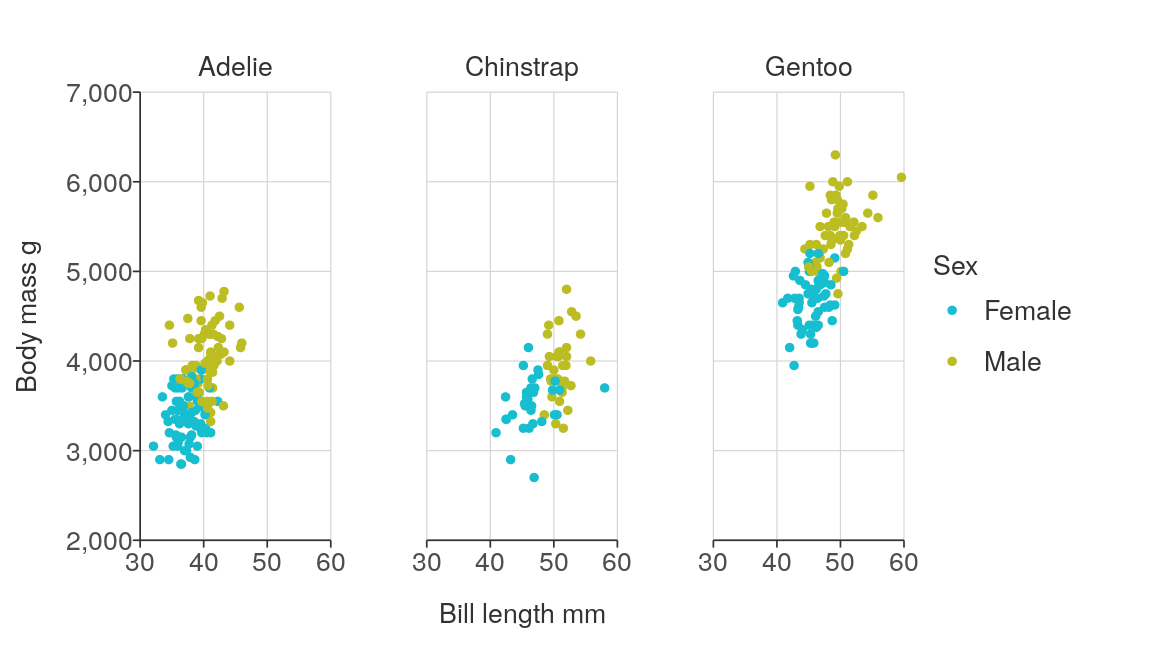 Adelie Chinstrap Gentoo
7,000
6,000
5,000
4,000
3,000
2,000
Body mass g
30 40 50 60 30 40 50 60 30 40 50 60
Bill length mm
Sex
Female
Male